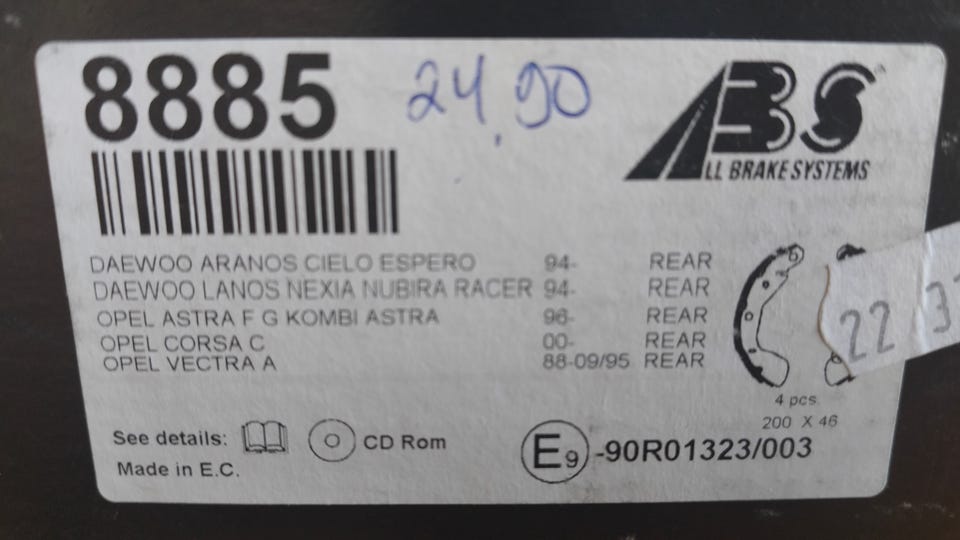 8885
24,90
ABS
ALL BRAKE SYSTEMS
DAEWOO ARANOS CIELO ESPERO 94- REAR
DAEWOO LANOS NEXIA NUBIRA RACER 94- REAR
OPEL ASTRA F G KOMBI ASTRA 96- REAR
OPEL CORSA C 00- REAR
OPEL VECTRA A 88-09/95 REAR
22 3
4 pcs
200 X 46
See details: CD Rom
Made in E.C.
E9 -90R01323/003